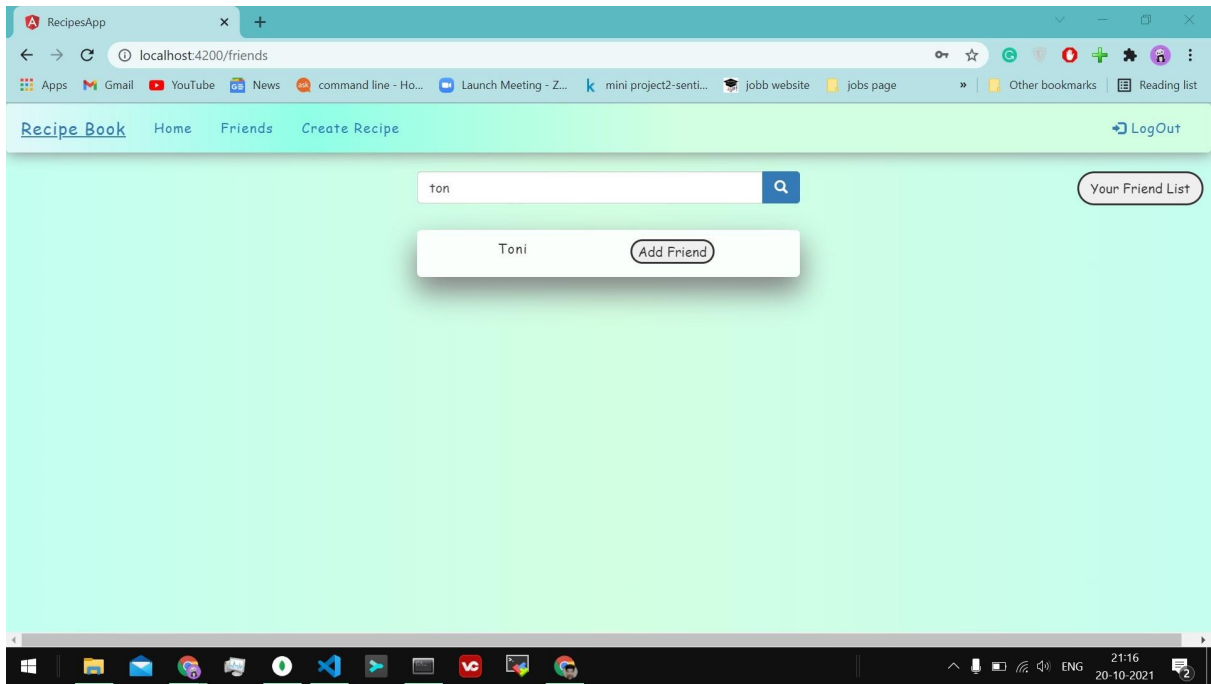 RecipesApp
localhost:4200/friends
Apps Gmail YouTube News command line - Ho... Launch Meeting - Z... mini project2-senti... jobb website jobs page » Other bookmarks Reading list
Recipe Book Home Friends Create Recipe LogOut
ton
Your Friend List
Toni Add Friend
21:16
ENG
20-10-2021
2